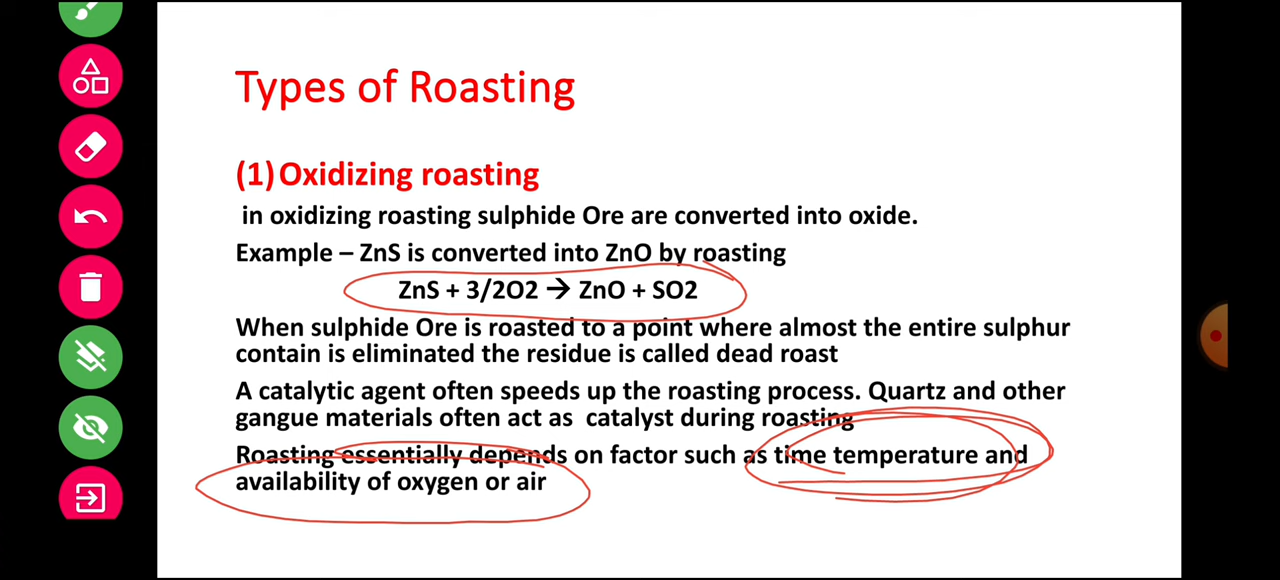 Types of Roasting
(1) Oxidizing roasting
in oxidizing roasting sulphide Ore are converted into oxide.
Example – ZnS is converted into ZnO by roasting
ZnS + 3/2O2 → ZnO + SO2
When sulphide Ore is roasted to a point where almost the entire sulphur
contain is eliminated the residue is called dead roast
A catalytic agent often speeds up the roasting process. Quartz and other
gangue materials often act as catalyst during roasting
Roasting essentially depends on factor such as time temperature and
availability of oxygen or air